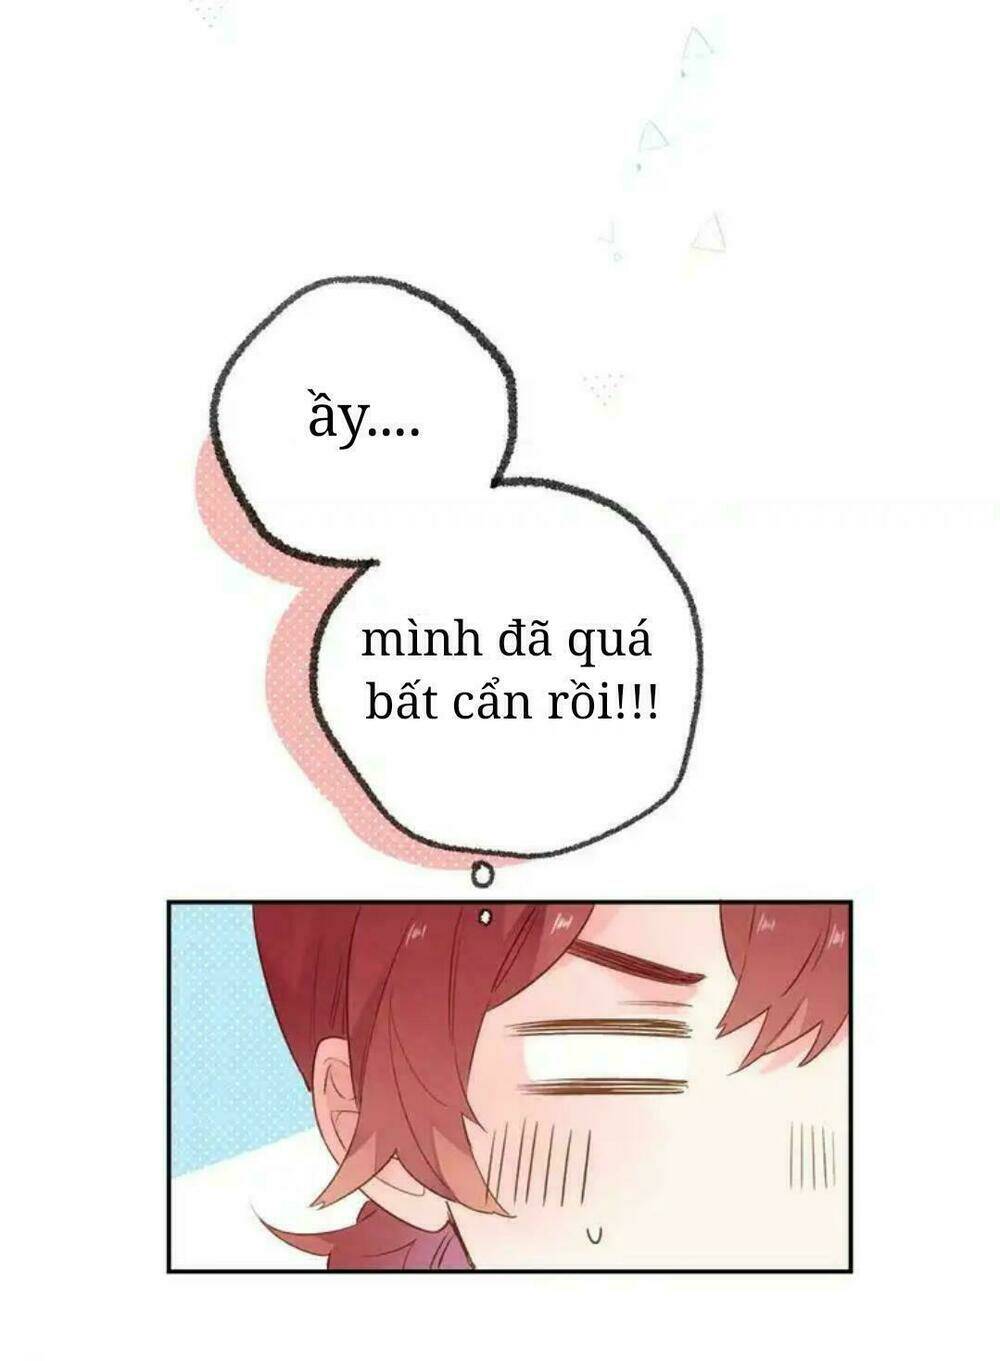 ầy....
mình đã quá
bất cẩn rồi!!!